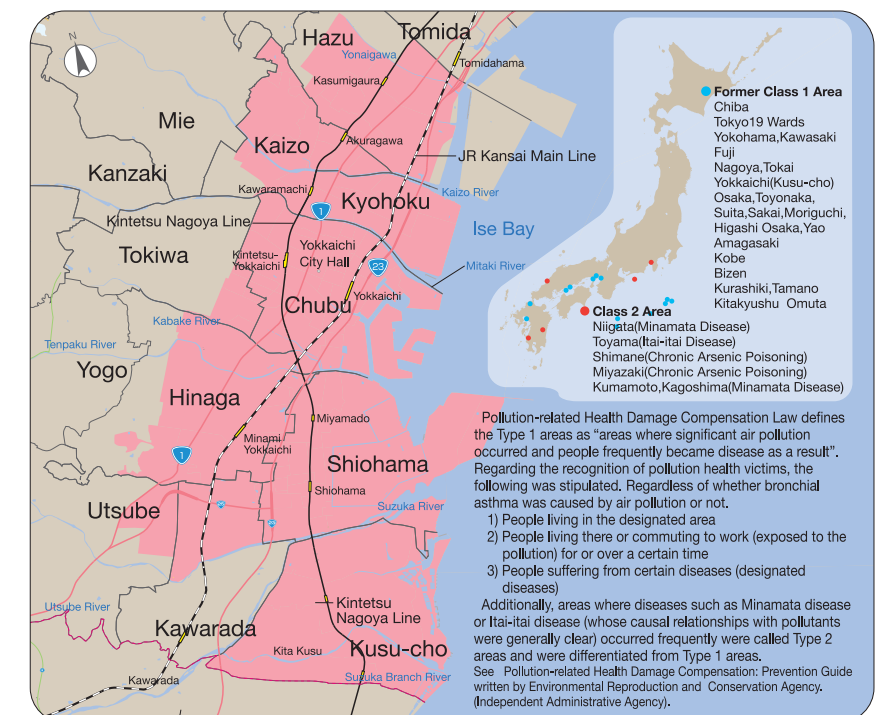 N
Hazu
Tomida
Yonaigawa
Tomidahama
Kasumigaura
Mie
Kaizo
Akuragawa
JR Kansai Main Line
Kanzaki
Kawaramachi
Kaizo River
Kyohoku
1
Kintetsu Nagoya Line
Ise Bay
Tokiwa
Kintetsu-
Yokkaichi
Yokkaichi
City Hall
23
Mitaki River
Chubu
Yokkaichi
Kabake River
Tenpaku River
Yogo
Hinaga
Miyamado
Minami
Yokkaichi
1
Shiohama
Shiohama
Utsube
Suzuka River
Utsube River
Kintetsu
Nagoya Line
Kawarada
Kita Kusu
Kusu-cho
Kawarada
Suzuka Branch River
N
Former Class 1 Area
Chiba
Tokyo19 Wards
Yokohama,Kawasaki
Fuji
Nagoya,Tokai
Yokkaichi(Kusu-cho)
Osaka,Toyonaka,
Suita,Sakai,Moriguchi,
Higashi Osaka,Yao
Amagasaki
Kobe
Bizen
Kurashiki,Tamano
Kitakyushu Omuta
Class 2 Area
Niigata(Minamata Disease)
Toyama(Itai-itai Disease)
Shimane(Chronic Arsenic Poisoning)
Miyazaki(Chronic Arsenic Poisoning)
Kumamoto,Kagoshima(Minamata Disease)
Pollution-related Health Damage Compensation Law defines
the Type 1 areas as “areas where significant air pollution
occurred and people frequently became disease as a result”.
Regarding the recognition of pollution health victims, the
following was stipulated. Regardless of whether bronchial
asthma was caused by air pollution or not.
1) People living in the designated area
2) People living there or commuting to work (exposed to the
pollution) for or over a certain time
3) People suffering from certain diseases (designated
diseases)
Additionally, areas where diseases such as Minamata disease
or Itai-itai disease (whose causal relationships with pollutants
were generally clear) occurred frequently were called Type 2
areas and were differentiated from Type 1 areas.
See Pollution-related Health Damage Compensation: Prevention Guide
written by Environmental Reproduction and Conservation Agency.
(Independent Administrative Agency).